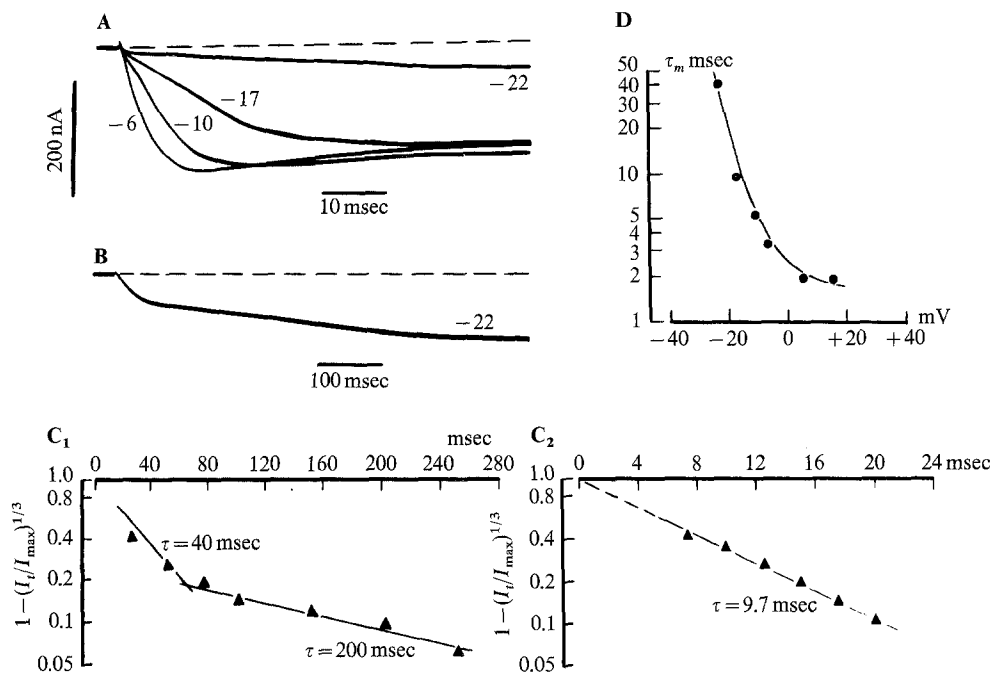 A
200 nA
−6
−10
−17
−22
10 msec
B
−22
100 msec
D
τm msec
50
40
30
20
10
5
4
3
2
1
−40
−20
0
+20
+40
mV
C1
msec
0
40
80
120
160
200
240
280
1.0
0.8
0.4
0.2
0.1
0.05
1−(It/Imax)1/3
τ = 40 msec
τ = 200 msec
C2
0
4
8
12
16
20
24 msec
1.0
0.8
0.4
0.2
0.1
0.05
1−(It/Imax)1/3
τ = 9.7 msec